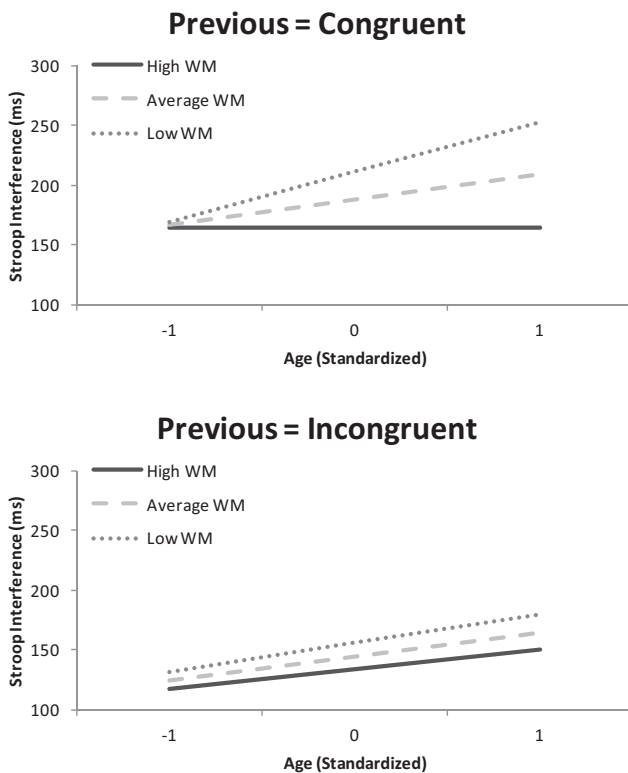 Previous = Congruent
300
250
200
150
100
Stroop Interference (ms)
High WM
Average WM
Low WM
-1
0
1
Age (Standardized)
Previous = Incongruent
300
250
200
150
100
Stroop Interference (ms)
High WM
Average WM
Low WM
-1
0
1
Age (Standardized)